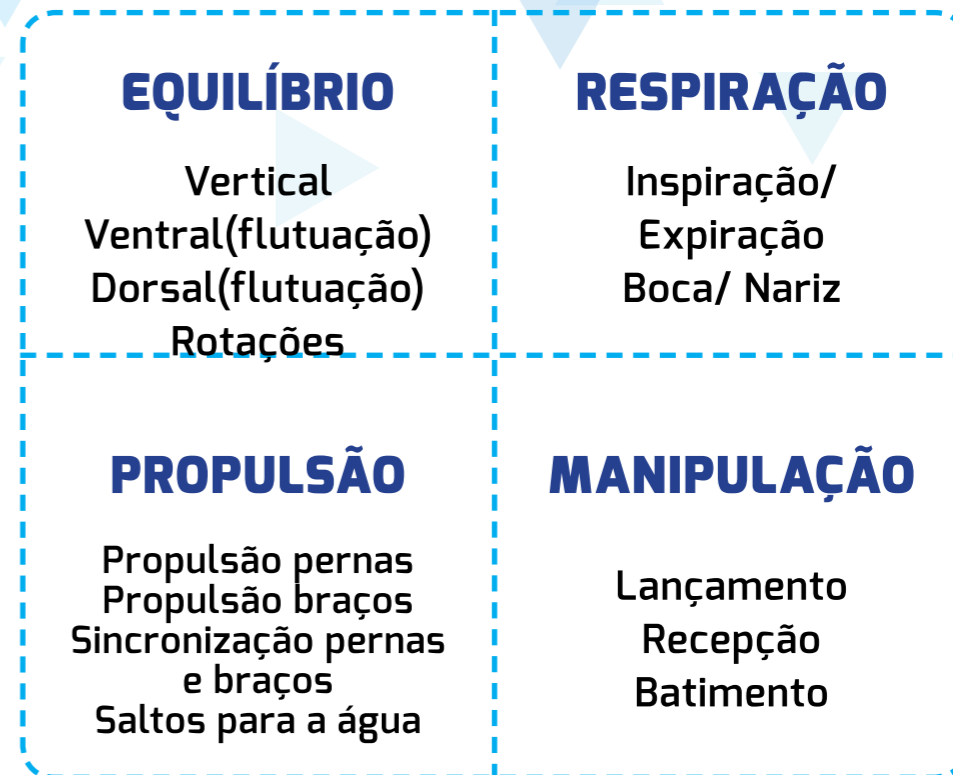 EQUILÍBRIO
Vertical
Ventral(flutuação)
Dorsal(flutuação)
Rotações
RESPIRAÇÃO
Inspiração/
Expiração
Boca/ Nariz
PROPULSÃO
Propulsão pernas
Propulsão braços
Sincronização pernas
e braços
Saltos para a água
MANIPULAÇÃO
Lançamento
Recepção
Batimento